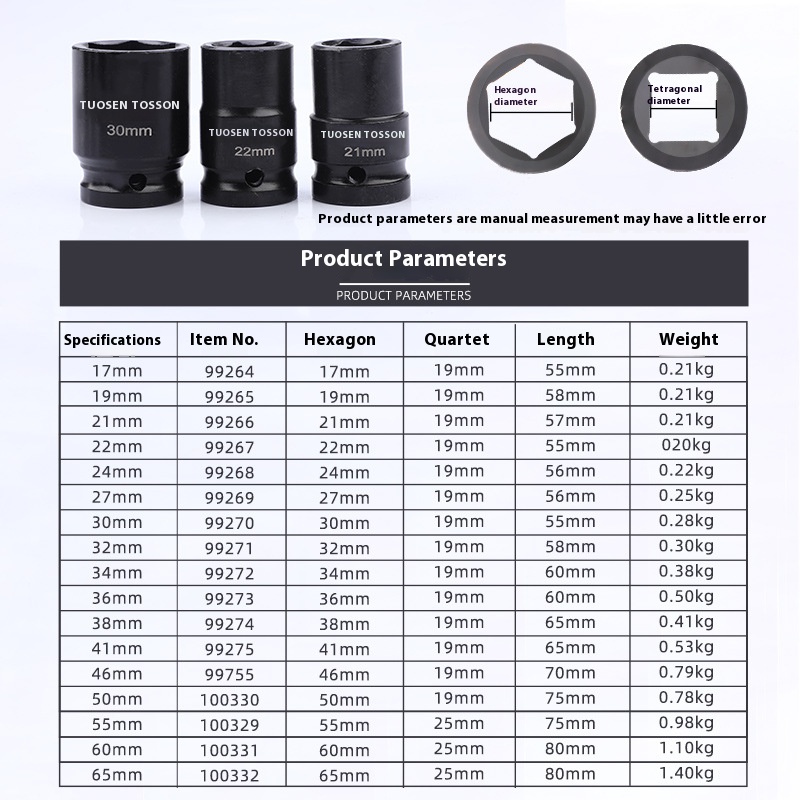 TUOSEN TOSSON
30mm
TUOSEN TOSSON
22mm
TUOSEN TOSSON
21mm
Hexagon
diameter
Tetragonal
diameter
Product parameters are manual measurement may have a little error
Product Parameters
PRODUCT PARAMETERS
Specifications Item No. Hexagon Quartet Length Weight
17mm 99264 17mm 19mm 55mm 0.21kg
19mm 99265 19mm 19mm 58mm 0.21kg
21mm 99266 21mm 19mm 57mm 0.21kg
22mm 99267 22mm 19mm 55mm 020kg
24mm 99268 24mm 19mm 56mm 0.22kg
27mm 99269 27mm 19mm 56mm 0.25kg
30mm 99270 30mm 19mm 55mm 0.28kg
32mm 99271 32mm 19mm 58mm 0.30kg
34mm 99272 34mm 19mm 60mm 0.38kg
36mm 99273 36mm 19mm 60mm 0.50kg
38mm 99274 38mm 19mm 65mm 0.41kg
41mm 99275 41mm 19mm 65mm 0.53kg
46mm 99755 46mm 19mm 70mm 0.79kg
50mm 100330 50mm 19mm 75mm 0.78kg
55mm 100329 55mm 25mm 75mm 0.98kg
60mm 100331 60mm 25mm 80mm 1.10kg
65mm 100332 65mm 25mm 80mm 1.40kg